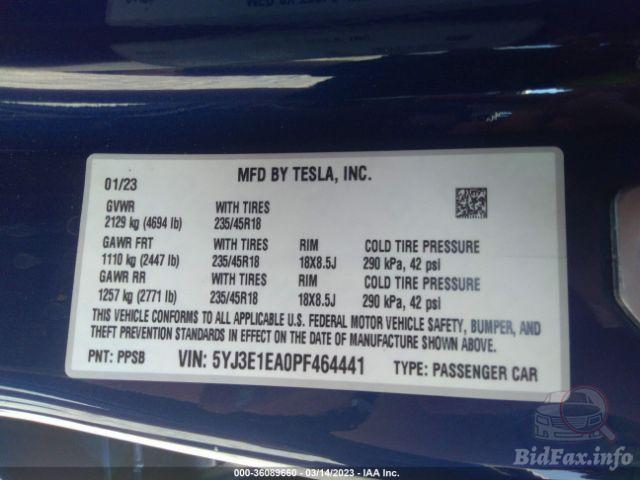 MFD BY TESLA, INC.
01/23
GVWR WITH TIRES
2129 kg (4694 lb) 235/45R18
GAWR FRT WITH TIRES RIM COLD TIRE PRESSURE
1110 kg (2447 lb) 235/45R18 18X8.5J 290 kPa, 42 psi
GAWR RR WITH TIRES RIM COLD TIRE PRESSURE
1257 kg (2771 lb) 235/45R18 18X8.5J 290 kPa, 42 psi
THIS VEHICLE CONFORMS TO ALL APPLICABLE U.S. FEDERAL MOTOR VEHICLE SAFETY, BUMPER, AND
THEFT PREVENTION STANDARDS IN EFFECT ON THE DATE OF MANUFACTURE SHOWN ABOVE.
PNT: PPSB VIN: 5YJ3E1EA0PF464441 TYPE: PASSENGER CAR
BidFax.info
000-36089660 - 03/14/2023 - IAA Inc.